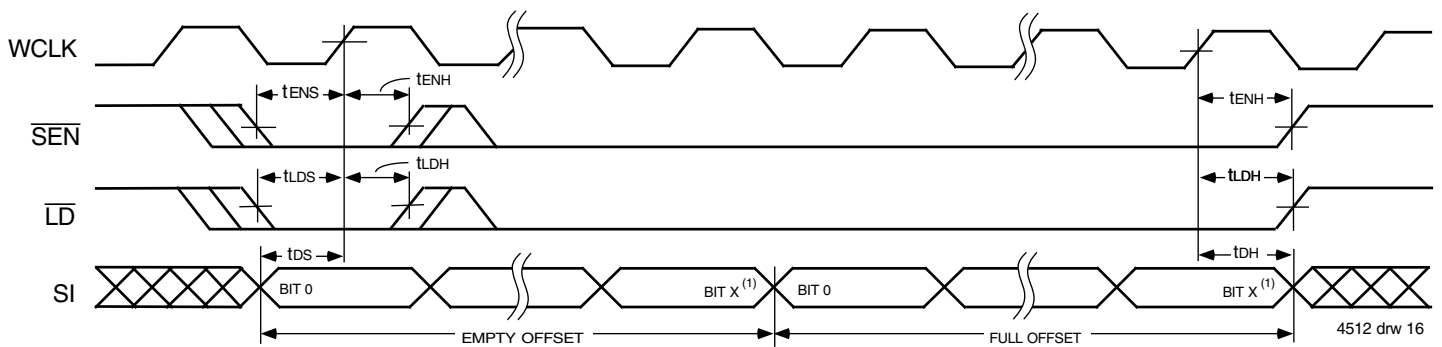 WCLK
tENS
tENH
tENH
SEN
tLDS
tLDH
tLDH
LD
tDS
tDH
SI
BIT 0
BIT X (1)
BIT 0
BIT X (1)
EMPTY OFFSET
FULL OFFSET
4512 drw 16